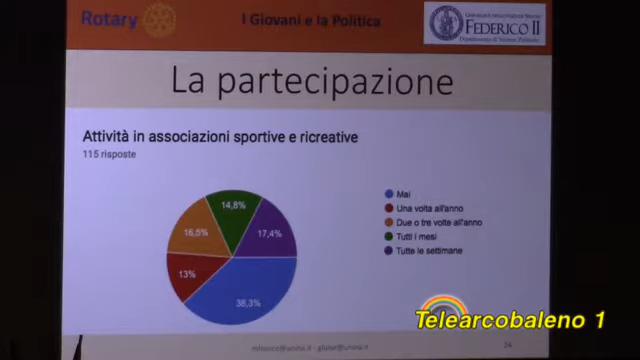 Rotary
I Giovani e la Politica
FEDERICO II
La partecipazione
Attività in associazioni sportive e ricreative
115 risposte
14,8%
16,5%
17,4%
13%
38,3%
Mai
Una volta all'anno
Due o tre volte all'anno
Tutti i mesi
Tutte le settimane
Telearcobaleno 1
24